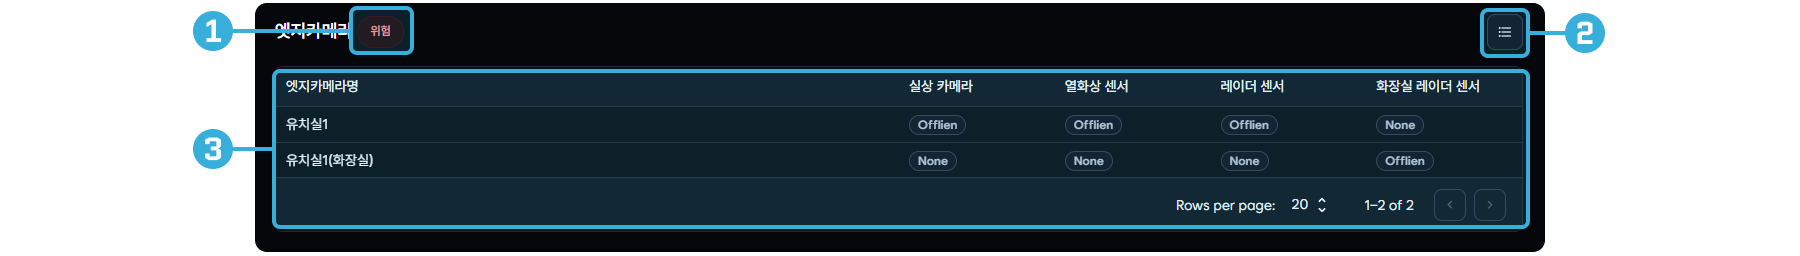 1 엣지카메라 위험 2
3
엣지카메라명 실상 카메라 열화상 센서 레이더 센서 화장실 레이더 센서
유치실1 Offlien Offlien Offlien None
유치실1(화장실) None None None Offlien
Rows per page: 20 1–2 of 2